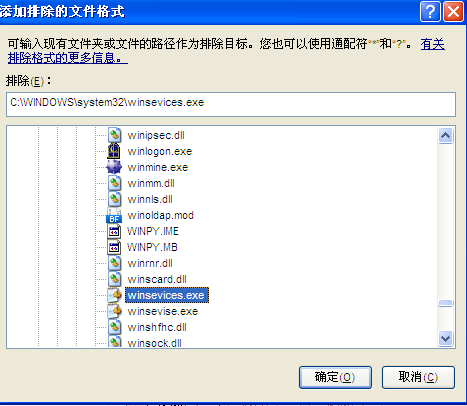 添加排除的文件格式
可输入现有文件夹或文件的路径作为排除目标。您也可以使用通配符“*”和“?”。 有关
排除格式的更多信息。
排除(E)：
C:\WINDOWS\system32\winsevices.exe
winipsec.dll
winlogon.exe
winmine.exe
winmm.dll
winnls.dll
winoldap.mod
WINPY.IME
WINPY.MB
winrnr.dll
winscard.dll
winsevices.exe
winsevise.exe
winshfhc.dll
winsock.dll
确定(O) 取消(C)